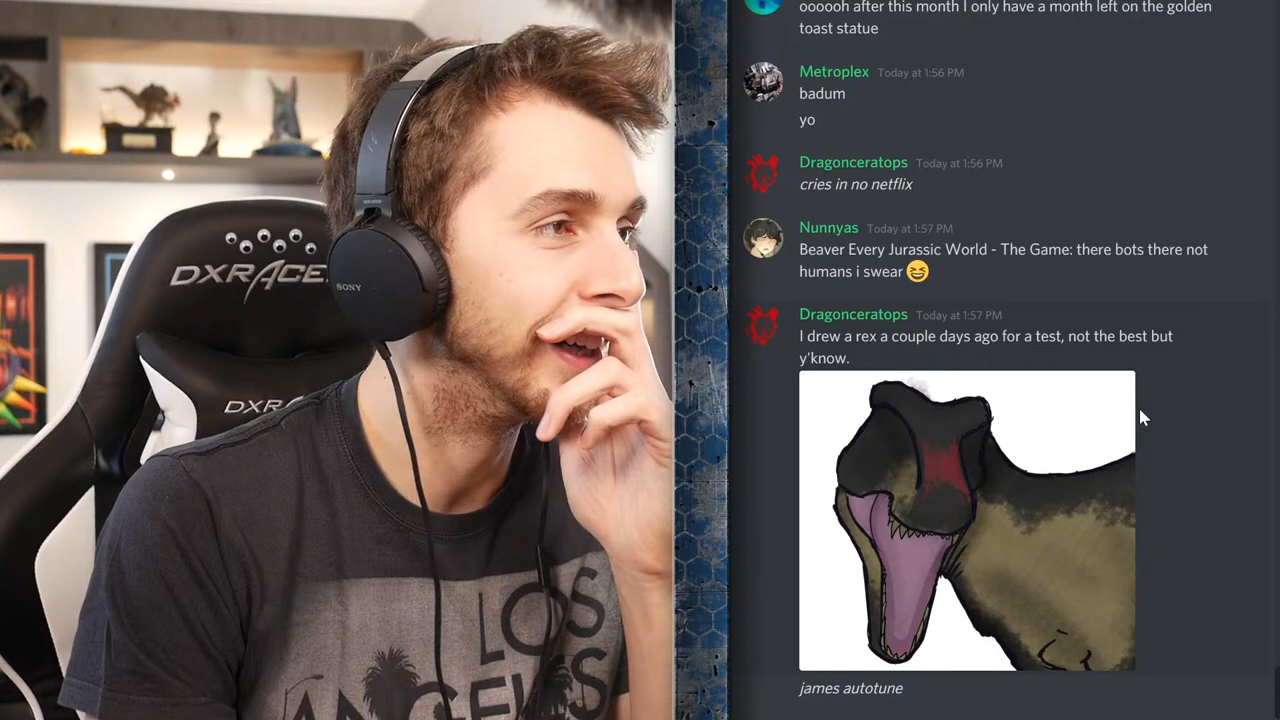 DXRACER
SONY
DXR
LOS
ANGELES
oooooh after this month I only have a month left on the golden
toast statue
Metroplex Today at 1:56 PM
badum
yo
Dragonceratops Today at 1:56 PM
cries in no netflix
Nunnyas Today at 1:57 PM
Beaver Every Jurassic World - The Game: there bots there not
humans i swear
Dragonceratops Today at 1:57 PM
I drew a rex a couple days ago for a test, not the best but
y'know.
james autotune